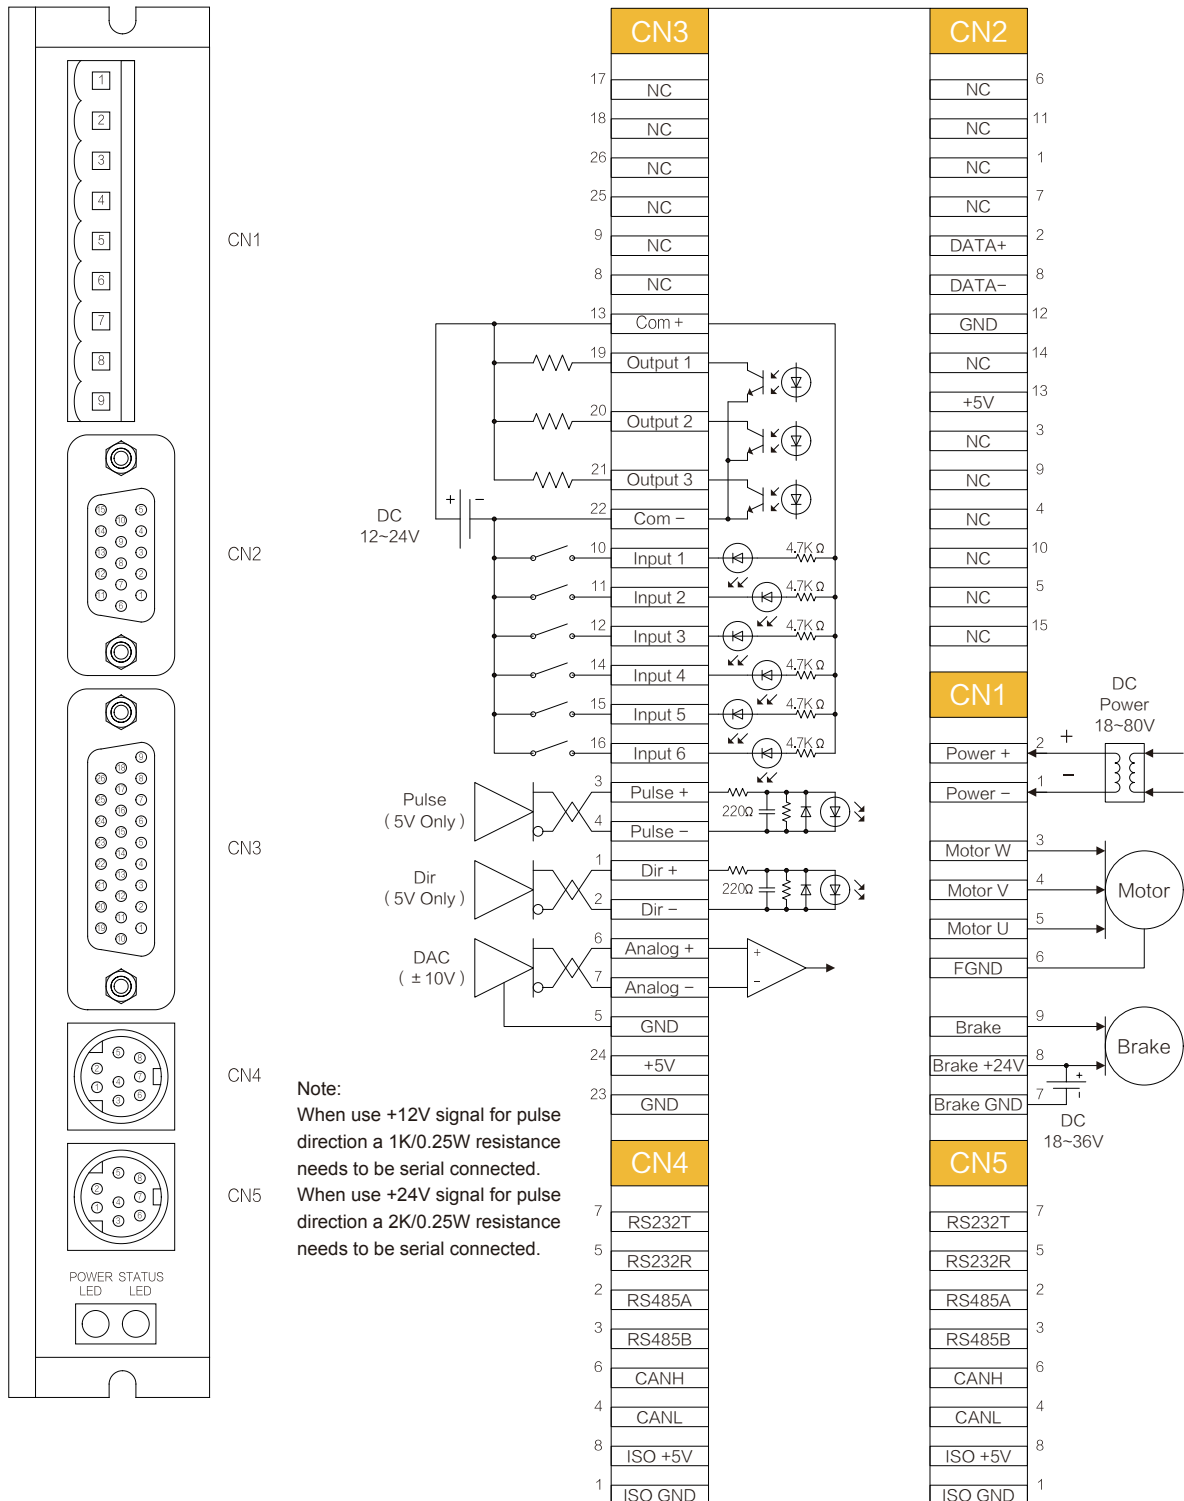 1
2
3
4
5
6
7
8
9
CN1
CN2
CN3
CN4
CN5
POWER LED
STATUS LED
CN3
17 NC
18 NC
26 NC
25 NC
9 NC
8 NC
13 Com +
19 Output 1
20 Output 2
21 Output 3
22 Com −
10 Input 1 4.7K Ω
11 Input 2 4.7K Ω
12 Input 3 4.7K Ω
14 Input 4 4.7K Ω
15 Input 5 4.7K Ω
16 Input 6 4.7K Ω
3 Pulse + 220Ω
4 Pulse −
1 Dir + 220Ω
2 Dir −
6 Analog + +
7 Analog − −
5 GND
24 +5V
23 GND
+ −
DC
12~24V
Pulse
( 5V Only )
Dir
( 5V Only )
DAC
( ± 10V )
Note:
When use +12V signal for pulse
direction a 1K/0.25W resistance
needs to be serial connected.
When use +24V signal for pulse
direction a 2K/0.25W resistance
needs to be serial connected.
CN4
7 RS232T
5 RS232R
2 RS485A
3 RS485B
6 CANH
4 CANL
8 ISO +5V
1 ISO GND
CN2
NC 6
NC 11
NC 1
NC 7
DATA+ 2
DATA− 8
GND 12
NC 14
+5V 13
NC 3
NC 9
NC 4
NC 10
NC 5
NC 15
CN1
DC
Power
18~80V
Power + 2 +
Power − 1 −
Motor W 3
Motor V 4
Motor U 5
FGND 6
Motor
Brake 9
Brake +24V 8
Brake GND 7
Brake
+ -
DC
18~36V
CN5
RS232T 7
RS232R 5
RS485A 2
RS485B 3
CANH 6
CANL 4
ISO +5V 8
ISO GND 1